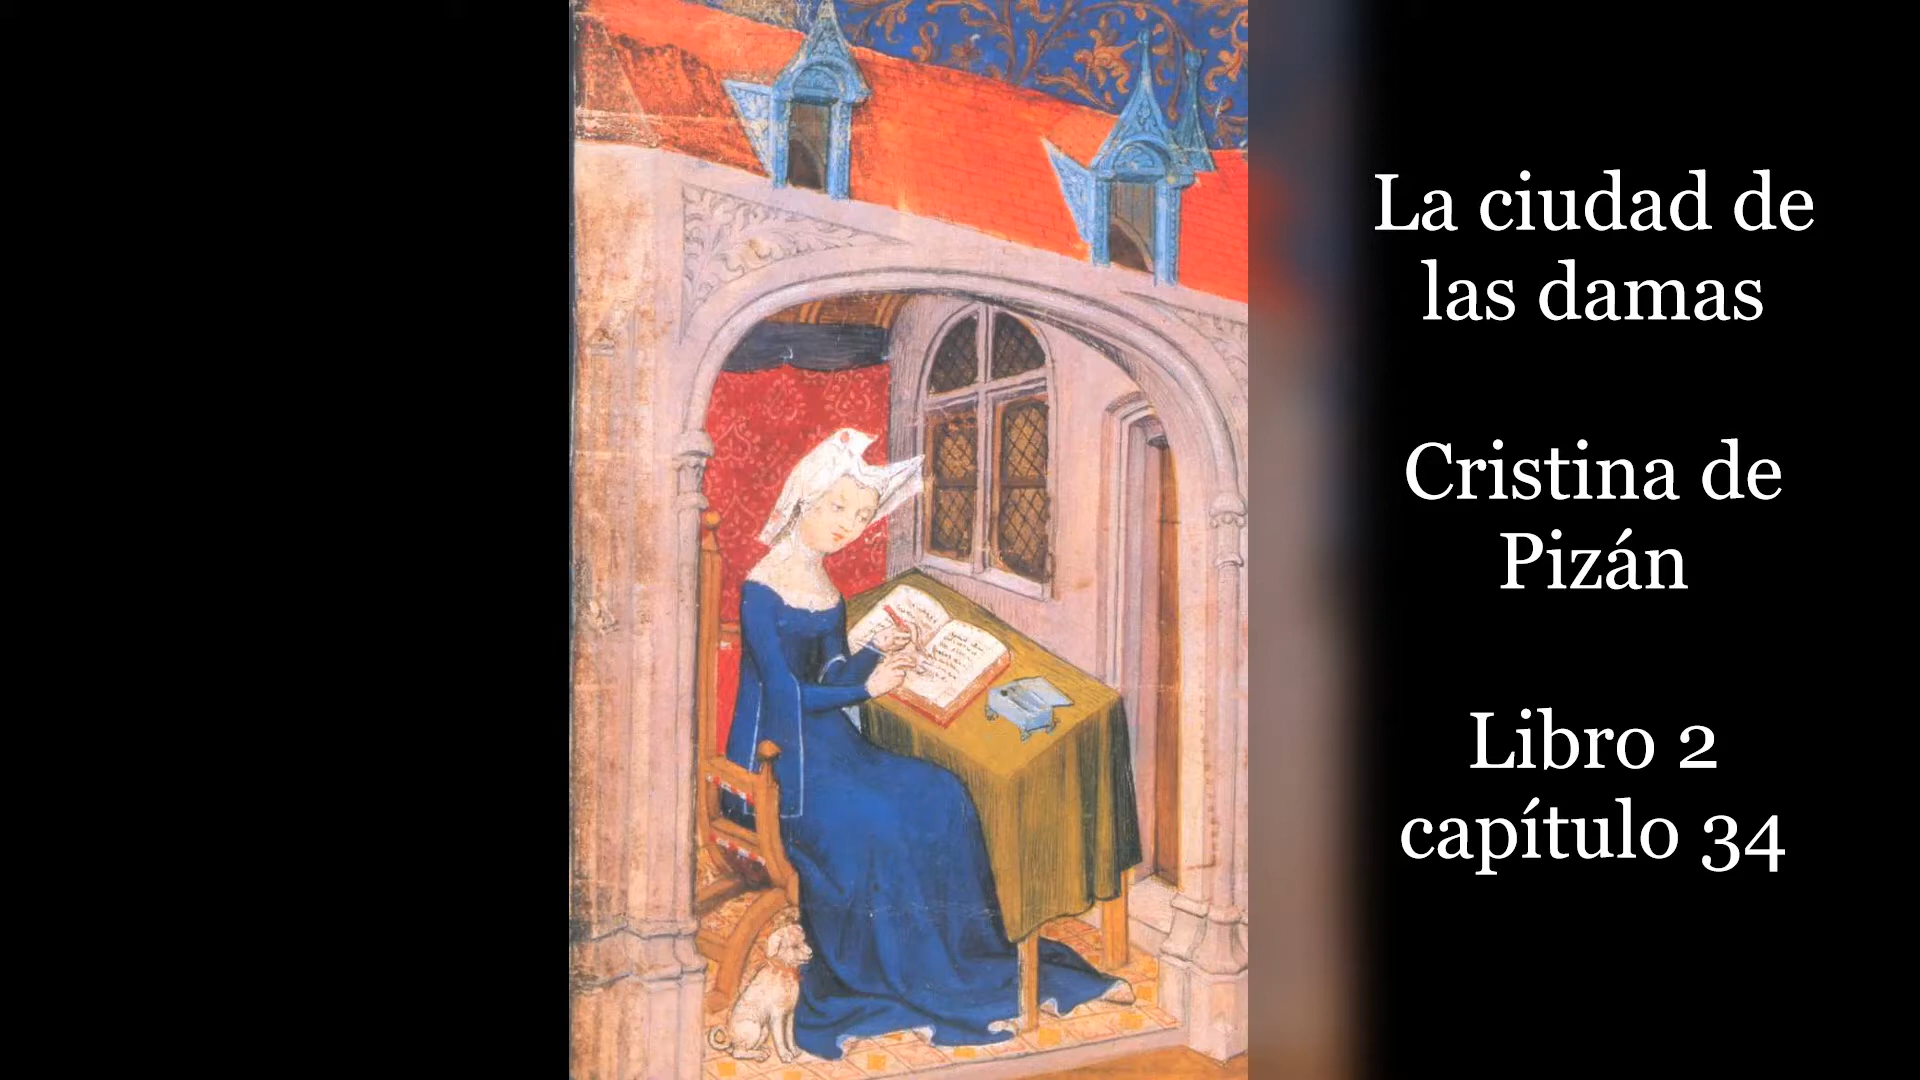 La ciudad de
las damas
Cristina de
Pizán
Libro 2
capítulo 34